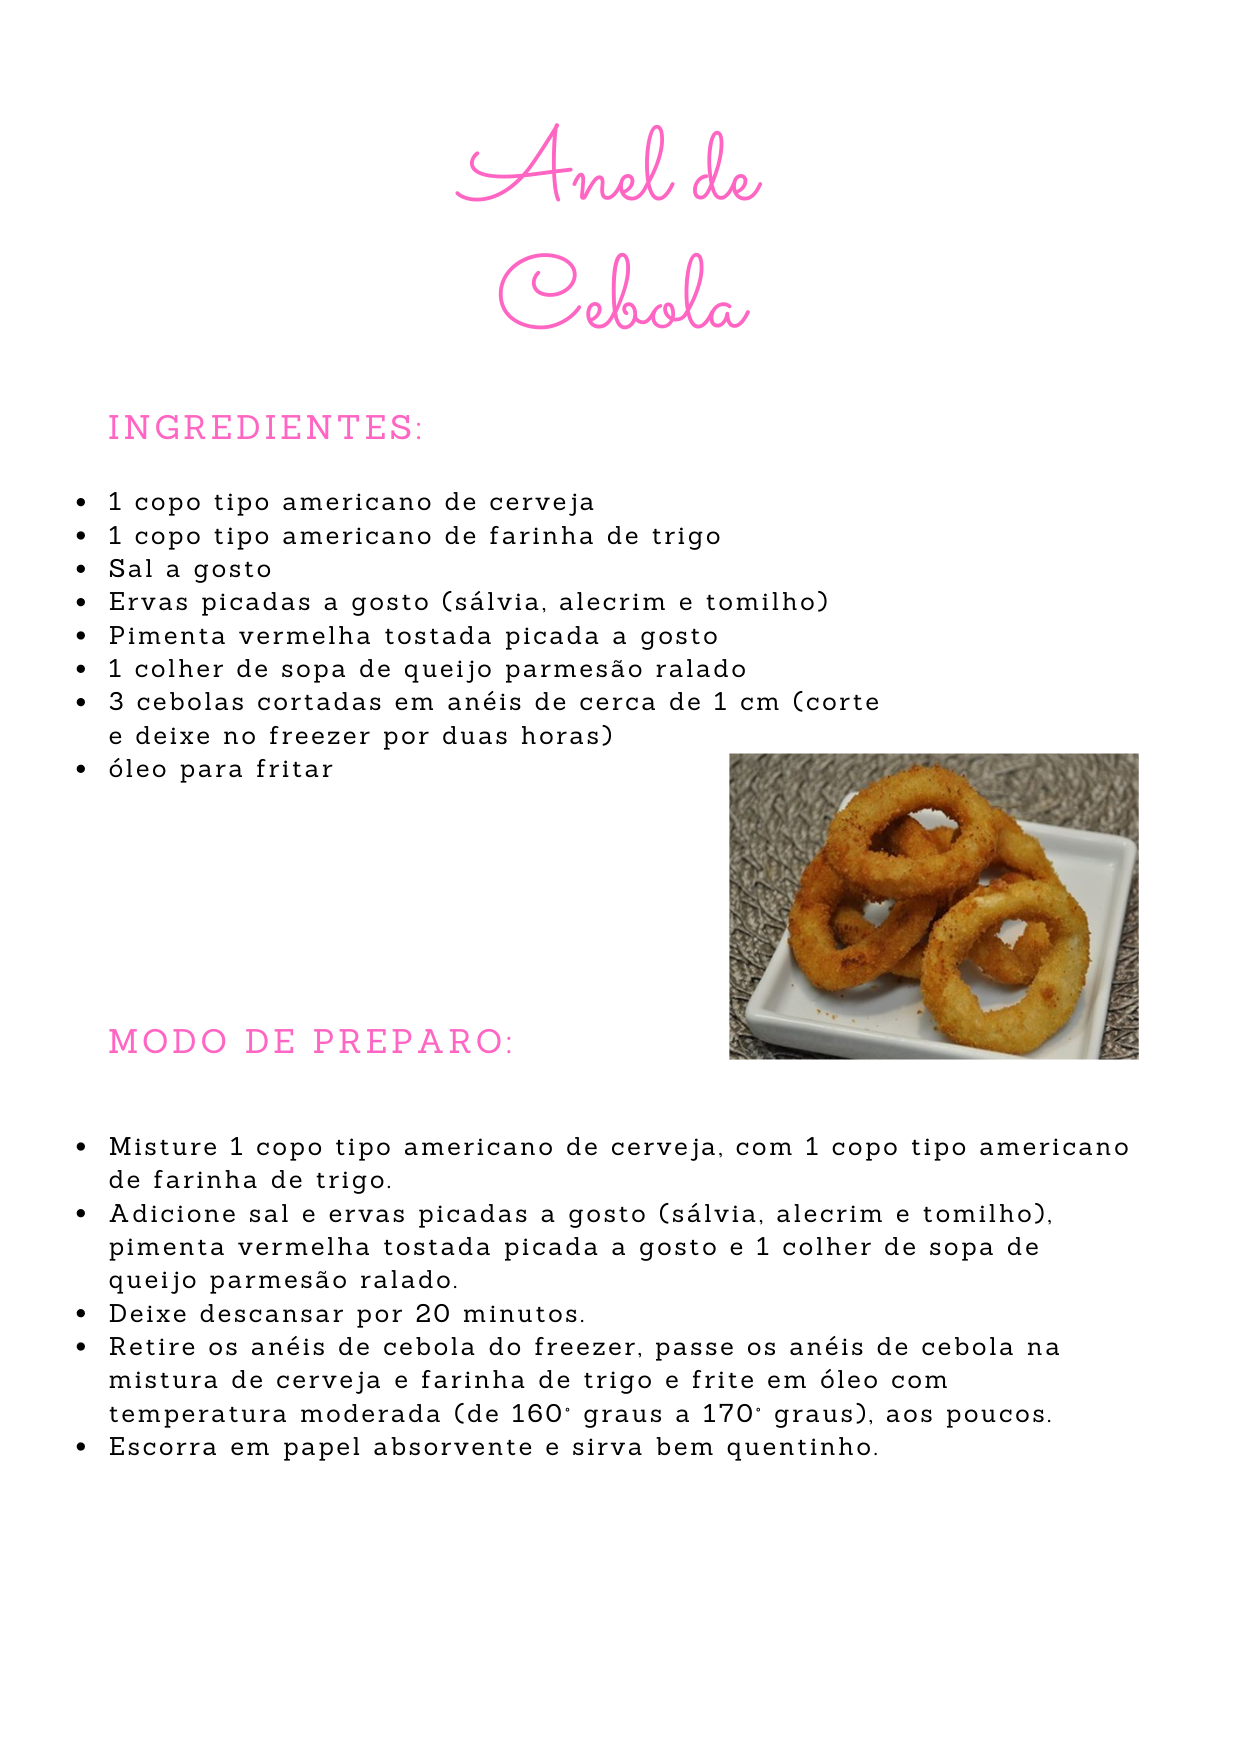 Anel de
Cebola
INGREDIENTES:
• 1 copo tipo americano de cerveja
• 1 copo tipo americano de farinha de trigo
• Sal a gosto
• Ervas picadas a gosto (sálvia, alecrim e tomilho)
• Pimenta vermelha tostada picada a gosto
• 1 colher de sopa de queijo parmesão ralado
• 3 cebolas cortadas em anéis de cerca de 1 cm (corte
e deixe no freezer por duas horas)
• óleo para fritar
MODO DE PREPARO:
• Misture 1 copo tipo americano de cerveja, com 1 copo tipo americano
de farinha de trigo.
• Adicione sal e ervas picadas a gosto (sálvia, alecrim e tomilho),
pimenta vermelha tostada picada a gosto e 1 colher de sopa de
queijo parmesão ralado.
• Deixe descansar por 20 minutos.
• Retire os anéis de cebola do freezer, passe os anéis de cebola na
mistura de cerveja e farinha de trigo e frite em óleo com
temperatura moderada (de 160° graus a 170° graus), aos poucos.
• Escorra em papel absorvente e sirva bem quentinho.